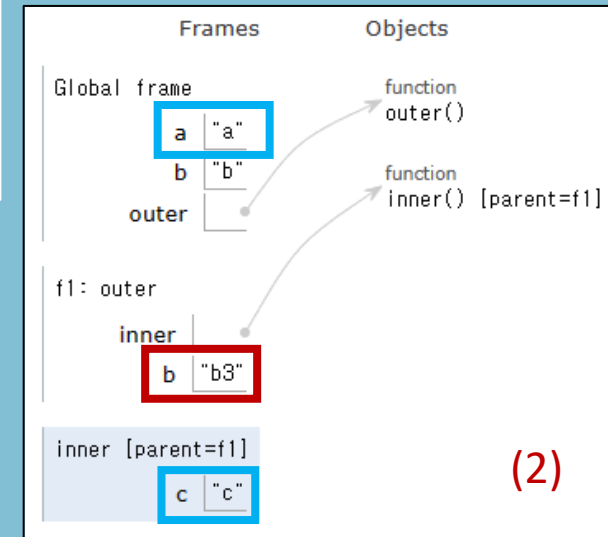 Frames Objects
Global frame
function
outer()
a "a"
b "b"
function
inner() [parent=f1]
outer
f1: outer
inner
b "b3"
inner [parent=f1]
c "c"
(2)